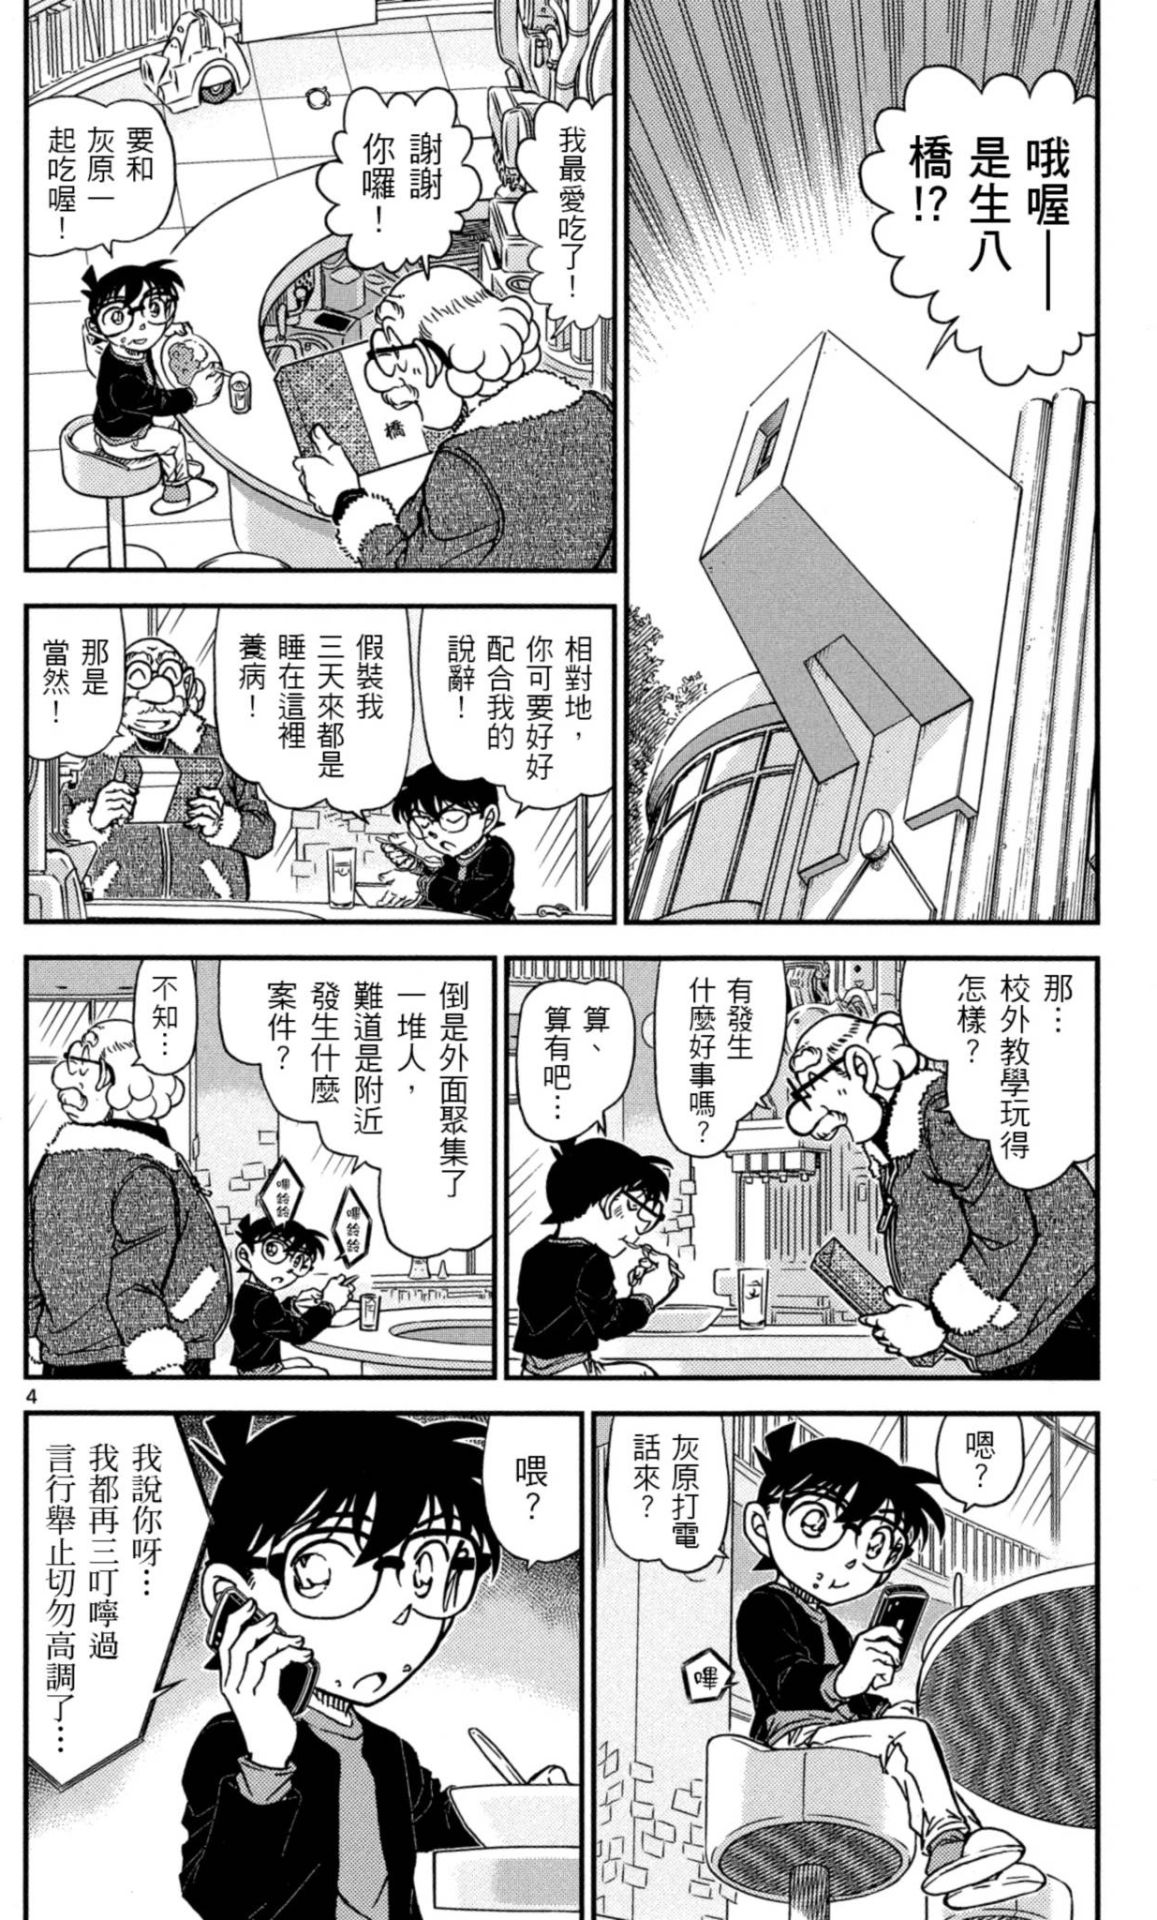 哦喔——
是生八
橋!?
我最愛吃了！
謝謝
你囉！
要和
灰原一
起吃喔！
橋
相對地，
你可要好好
配合我的
說辭！
假裝我
三天來都是
睡在這裡
養病！
那是
當然！
那…
校外教學玩得
怎樣？
有發生
什麼好事嗎？
算、
算有吧…
倒是外面聚集了
一堆人，
難道是附近
發生什麼
案件？
不知…
嗶鈴鈴
嗶鈴鈴
4
嗯？
灰原打電
話來？
嗶
喂？
我說你呀…
我都再三叮嚀過
言行舉止切勿高調了…